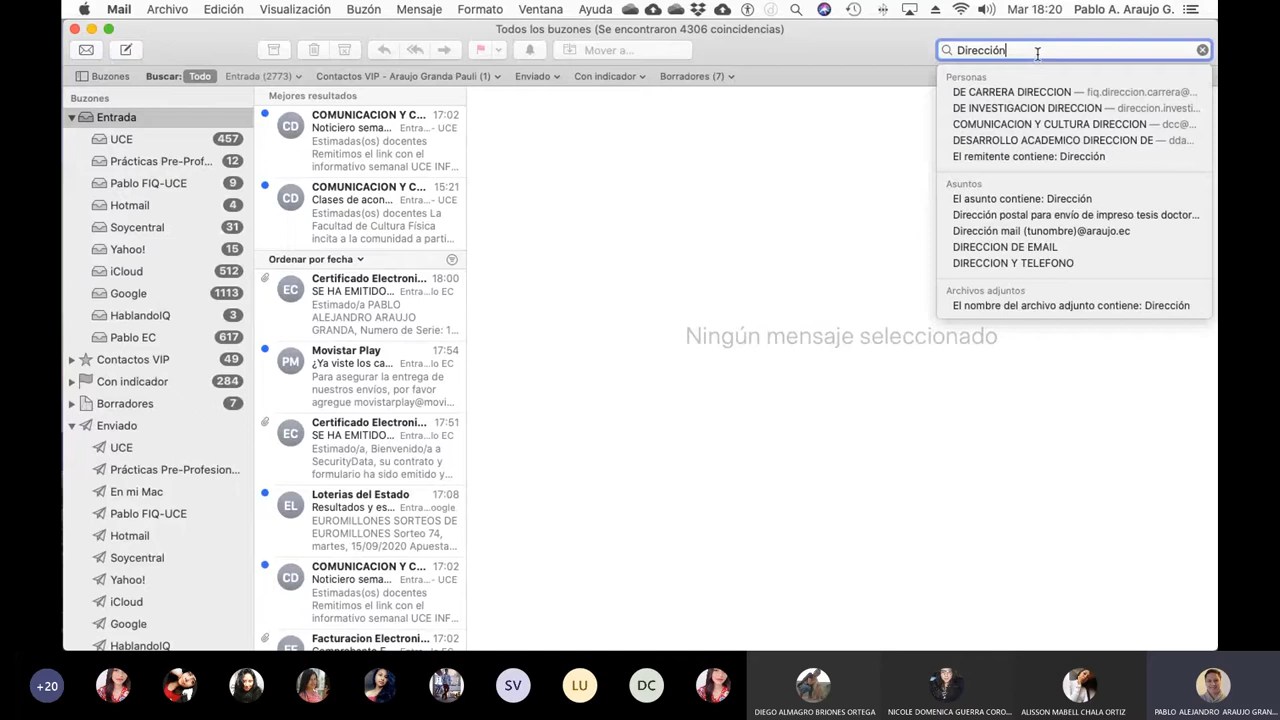 Mail Archivo Edición Visualización Buzón Mensaje Formato Ventana Ayuda Mar 18:20 Pablo A. Araujo G.
Todos los buzones (Se encontraron 4306 coincidencias)
Mover a...
Dirección
Buzones Buscar: Todo Entrada (2773) Contactos VIP - Araujo Granda Pauli (1) Enviado Con indicador Borradores (7)
Buzones
Entrada
UCE 457
Prácticas Pre-Prof... 12
Pablo FIQ-UCE 9
Hotmail 4
Soycentral 31
Yahoo! 15
iCloud 512
Google 1113
HablandoIQ 3
Pablo EC 617
Contactos VIP 49
Con indicador 284
Borradores 7
Enviado
UCE
Prácticas Pre-Profesion...
En mi Mac
Pablo FIQ-UCE
Hotmail
Soycentral
Yahoo!
iCloud
Google
HablandoIQ
Mejores resultados
CD
COMUNICACION Y C... 17:02
Noticiero sema... Entra...- UCE
Estimadas(os) docentes
Remitimos el link con el
informativo semanal UCE INF...
CD
COMUNICACION Y C... 15:21
Clases de acon... Entra...- UCE
Estimadas(os) docentes La
Facultad de Cultura Física
incita a la comunidad a parti...
Ordenar por fecha
EC
Certificado Electroni... 18:00
SE HA EMITIDO... Entra...lo EC
Estimado/a PABLO
ALEJANDRO ARAUJO
GRANDA, Numero de Serie: 1...
PM
Movistar Play 17:54
¿Ya viste los ca... Entra...lo EC
Para asegurar la entrega de
nuestros envíos, por favor
agregue movistarplay@movi...
EC
Certificado Electroni... 17:51
SE HA EMITIDO... Entra...lo EC
Estimado/a, Bienvenido/a a
SecurityData, su contrato y
formulario ha sido emitido y...
EL
Loterias del Estado 17:08
Resultados y es... Entra...oogle
EUROMILLONES SORTEOS DE
EUROMILLONES Sorteo 74,
martes, 15/09/2020 Apuesta...
CD
COMUNICACION Y C... 17:02
Noticiero sema... Entra...- UCE
Estimadas(os) docentes
Remitimos el link con el
informativo semanal UCE INF...
Facturacion Electroni... 17:02
Ningún mensaje seleccionado
Personas
DE CARRERA DIRECCION — fiq.direccion.carrera@...
DE INVESTIGACION DIRECCION — direccion.investi...
COMUNICACION Y CULTURA DIRECCION — dcc@...
DESARROLLO ACADEMICO DIRECCION DE — dda...
El remitente contiene: Dirección
Asuntos
El asunto contiene: Dirección
Dirección postal para envío de impreso tesis doctor...
Dirección mail (tunombre)@araujo.ec
DIRECCION DE EMAIL
DIRECCION Y TELEFONO
Archivos adjuntos
El nombre del archivo adjunto contiene: Dirección
+20 SV LU DC
DIEGO ALMAGRO BRIONES ORTEGA
NICOLE DOMENICA GUERRA CORO...
ALISSON MABELL CHALA ORTIZ
PABLO ALEJANDRO ARAUJO GRAN...